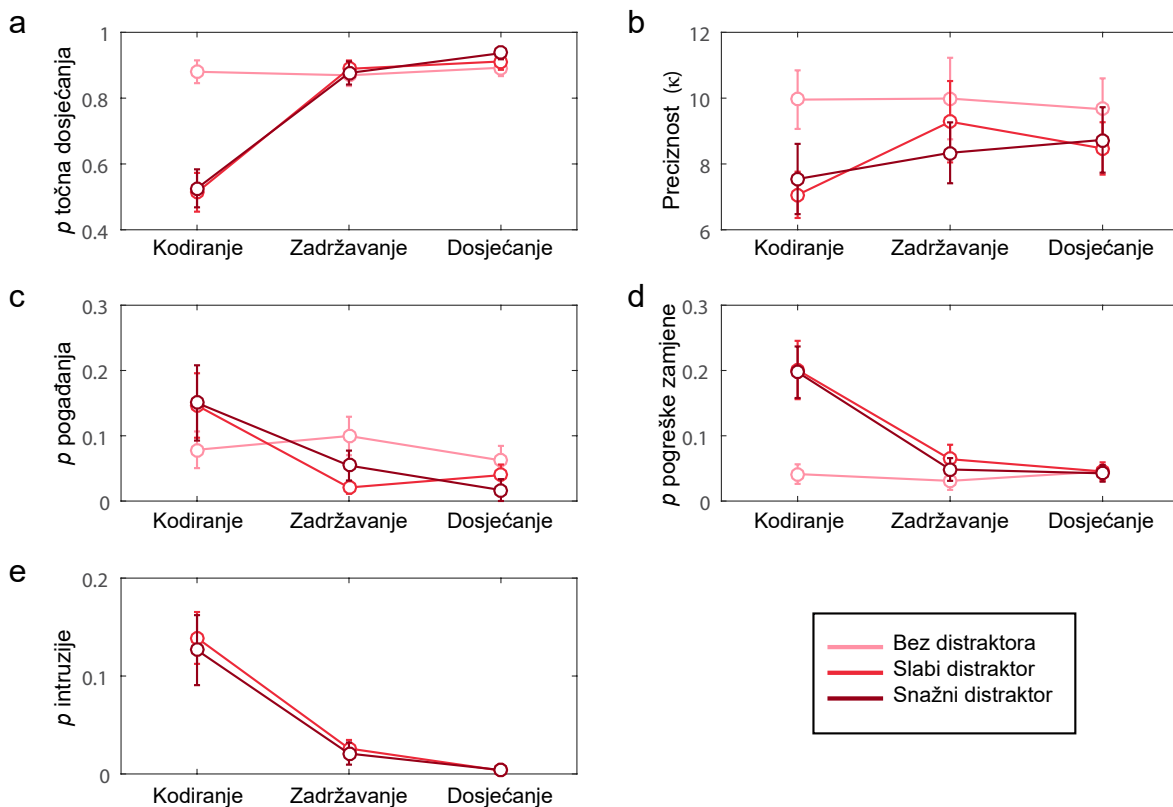 a
p točna dosjećanja
1
0.8
0.6
0.4
Kodiranje Zadržavanje Dosjećanje
b
Preciznost (κ)
12
10
8
6
Kodiranje Zadržavanje Dosjećanje
c
p pogađanja
0.3
0.2
0.1
0
Kodiranje Zadržavanje Dosjećanje
d
p pogreške zamjene
0.3
0.2
0.1
0
Kodiranje Zadržavanje Dosjećanje
e
p intruzije
0.2
0.1
0
Kodiranje Zadržavanje Dosjećanje
Bez distraktora
Slabi distraktor
Snažni distraktor